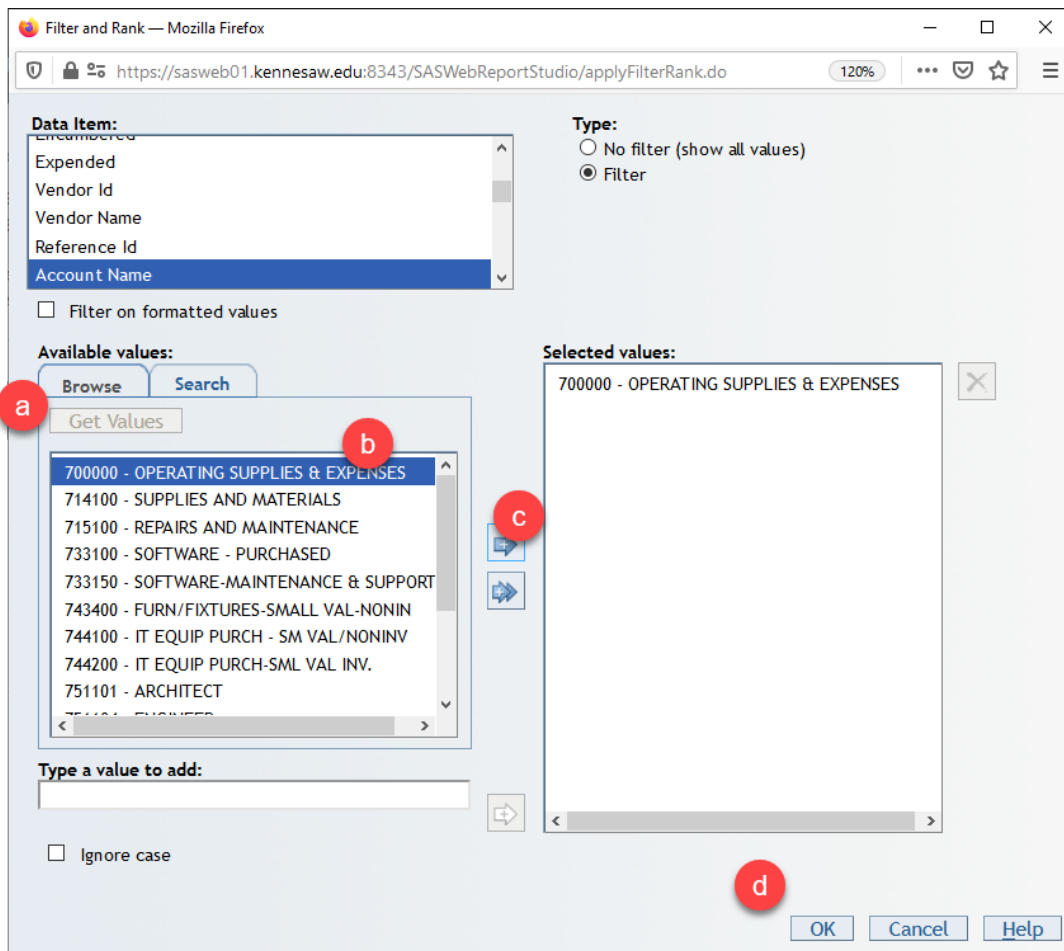 Filter and Rank — Mozilla Firefox
https://sasweb01.kennesaw.edu:8343/SASWebReportStudio/applyFilterRank.do
120%
Data Item:
Encumbered
Expended
Vendor Id
Vendor Name
Reference Id
Account Name
Type:
No filter (show all values)
Filter
Filter on formatted values
Available values:
Browse
Search
a
Get Values
b
700000 - OPERATING SUPPLIES & EXPENSES
714100 - SUPPLIES AND MATERIALS
715100 - REPAIRS AND MAINTENANCE
733100 - SOFTWARE - PURCHASED
733150 - SOFTWARE-MAINTENANCE & SUPPORT
743400 - FURN/FIXTURES-SMALL VAL-NONIN
744100 - IT EQUIP PURCH - SM VAL/NONINV
744200 - IT EQUIP PURCH-SML VAL INV.
751101 - ARCHITECT
c
Selected values:
700000 - OPERATING SUPPLIES & EXPENSES
Type a value to add:
Ignore case
d
OK
Cancel
Help